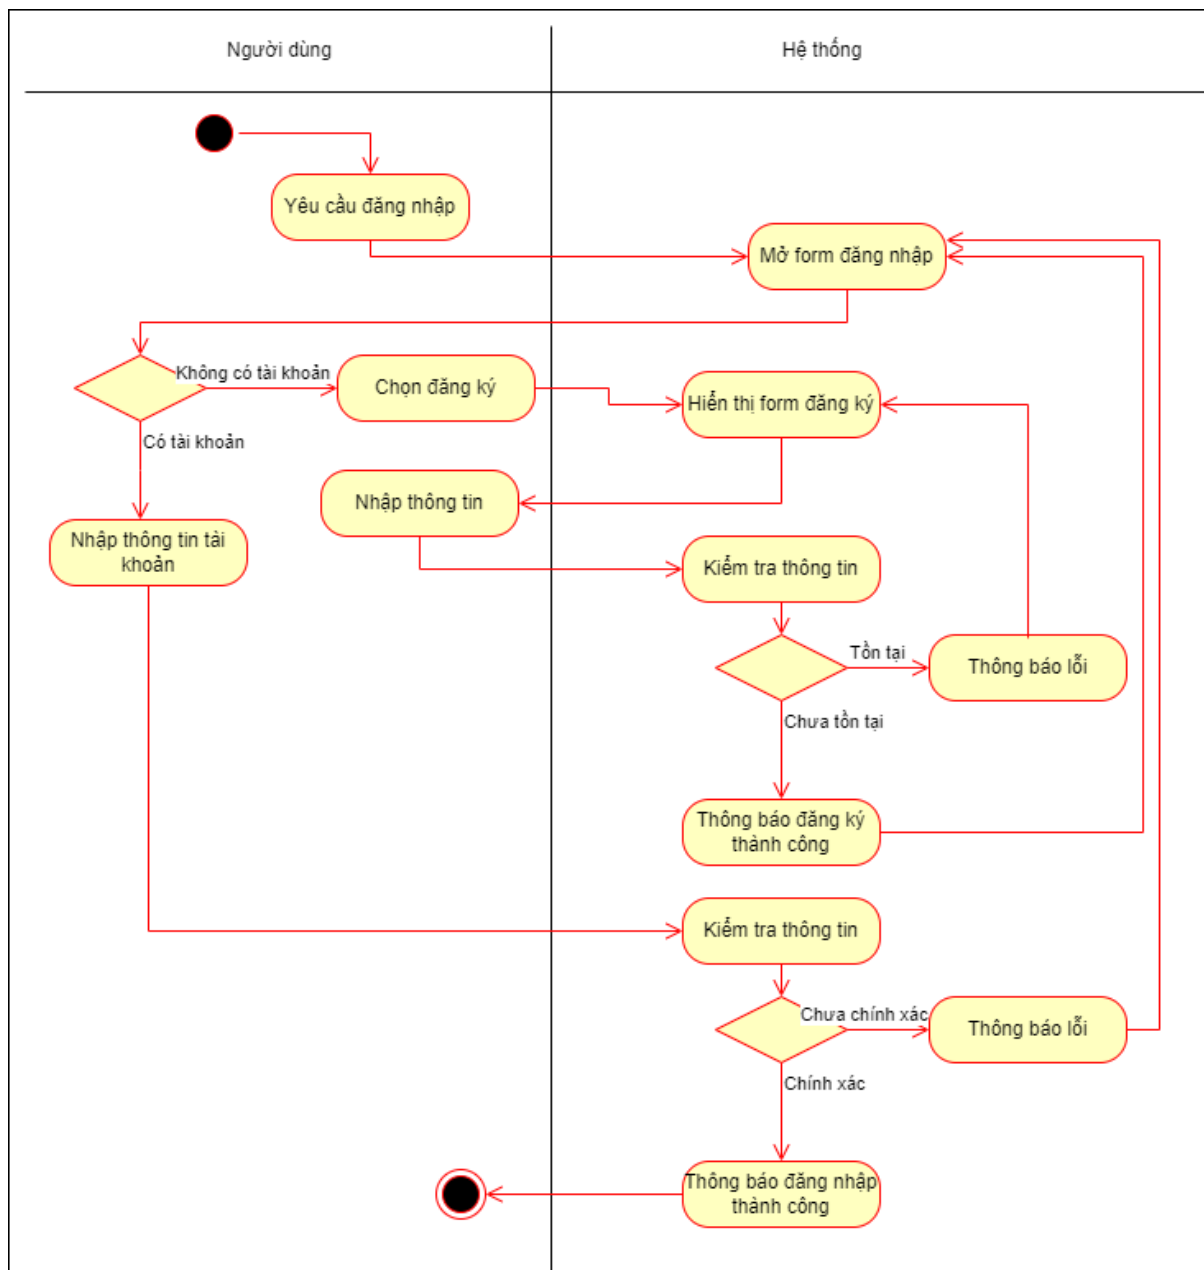 Người dùng
Hệ thống
Yêu cầu đăng nhập
Mở form đăng nhập
Không có tài khoản
Chọn đăng ký
Hiển thị form đăng ký
Có tài khoản
Nhập thông tin
Nhập thông tin tài
khoản
Kiểm tra thông tin
Tồn tại
Thông báo lỗi
Chưa tồn tại
Thông báo đăng ký
thành công
Kiểm tra thông tin
Chưa chính xác
Thông báo lỗi
Chính xác
Thông báo đăng nhập
thành công